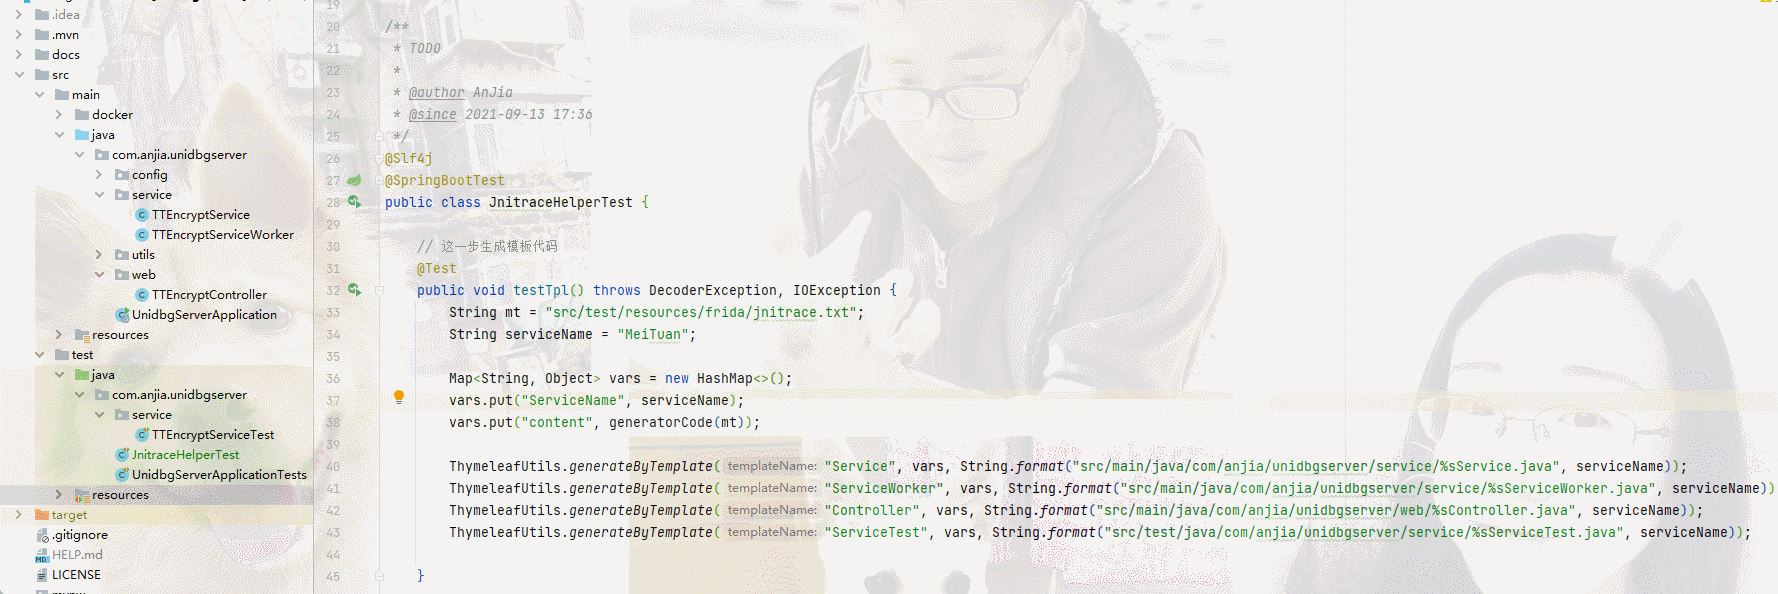 .idea
.mvn
docs
src
main
docker
java
com.anjia.unidbgserver
config
service
TTEncryptService
TTEncryptServiceWorker
utils
web
TTEncryptController
UnidbgServerApplication
resources
test
java
com.anjia.unidbgserver
service
TTEncryptServiceTest
JnitraceHelperTest
UnidbgServerApplicationTests
resources
target
.gitignore
HELP.md
LICENSE
19
20 /**
21 * TODO
22 *
23 * @author AnJia
24 * @since 2021-09-13 17:36
25 */
26 @Slf4j
27 @SpringBootTest
28 public class JnitraceHelperTest {
29
30 // 这一步生成模板代码
31 @Test
32 public void testTpl() throws DecoderException, IOException {
33 String mt = "src/test/resources/frida/jnitrace.txt";
34 String serviceName = "MeiTuan";
35
36 Map<String, Object> vars = new HashMap<>();
37 vars.put("ServiceName", serviceName);
38 vars.put("content", generatorCode(mt));
39
40 ThymeleafUtils.generateByTemplate( templateName: "Service", vars, String.format("src/main/java/com/anjia/unidbgserver/service/%sService.java", serviceName));
41 ThymeleafUtils.generateByTemplate( templateName: "ServiceWorker", vars, String.format("src/main/java/com/anjia/unidbgserver/service/%sServiceWorker.java", serviceName))
42 ThymeleafUtils.generateByTemplate( templateName: "Controller", vars, String.format("src/main/java/com/anjia/unidbgserver/web/%sController.java", serviceName));
43 ThymeleafUtils.generateByTemplate( templateName: "ServiceTest", vars, String.format("src/test/java/com/anjia/unidbgserver/service/%sServiceTest.java", serviceName));
44
45 }